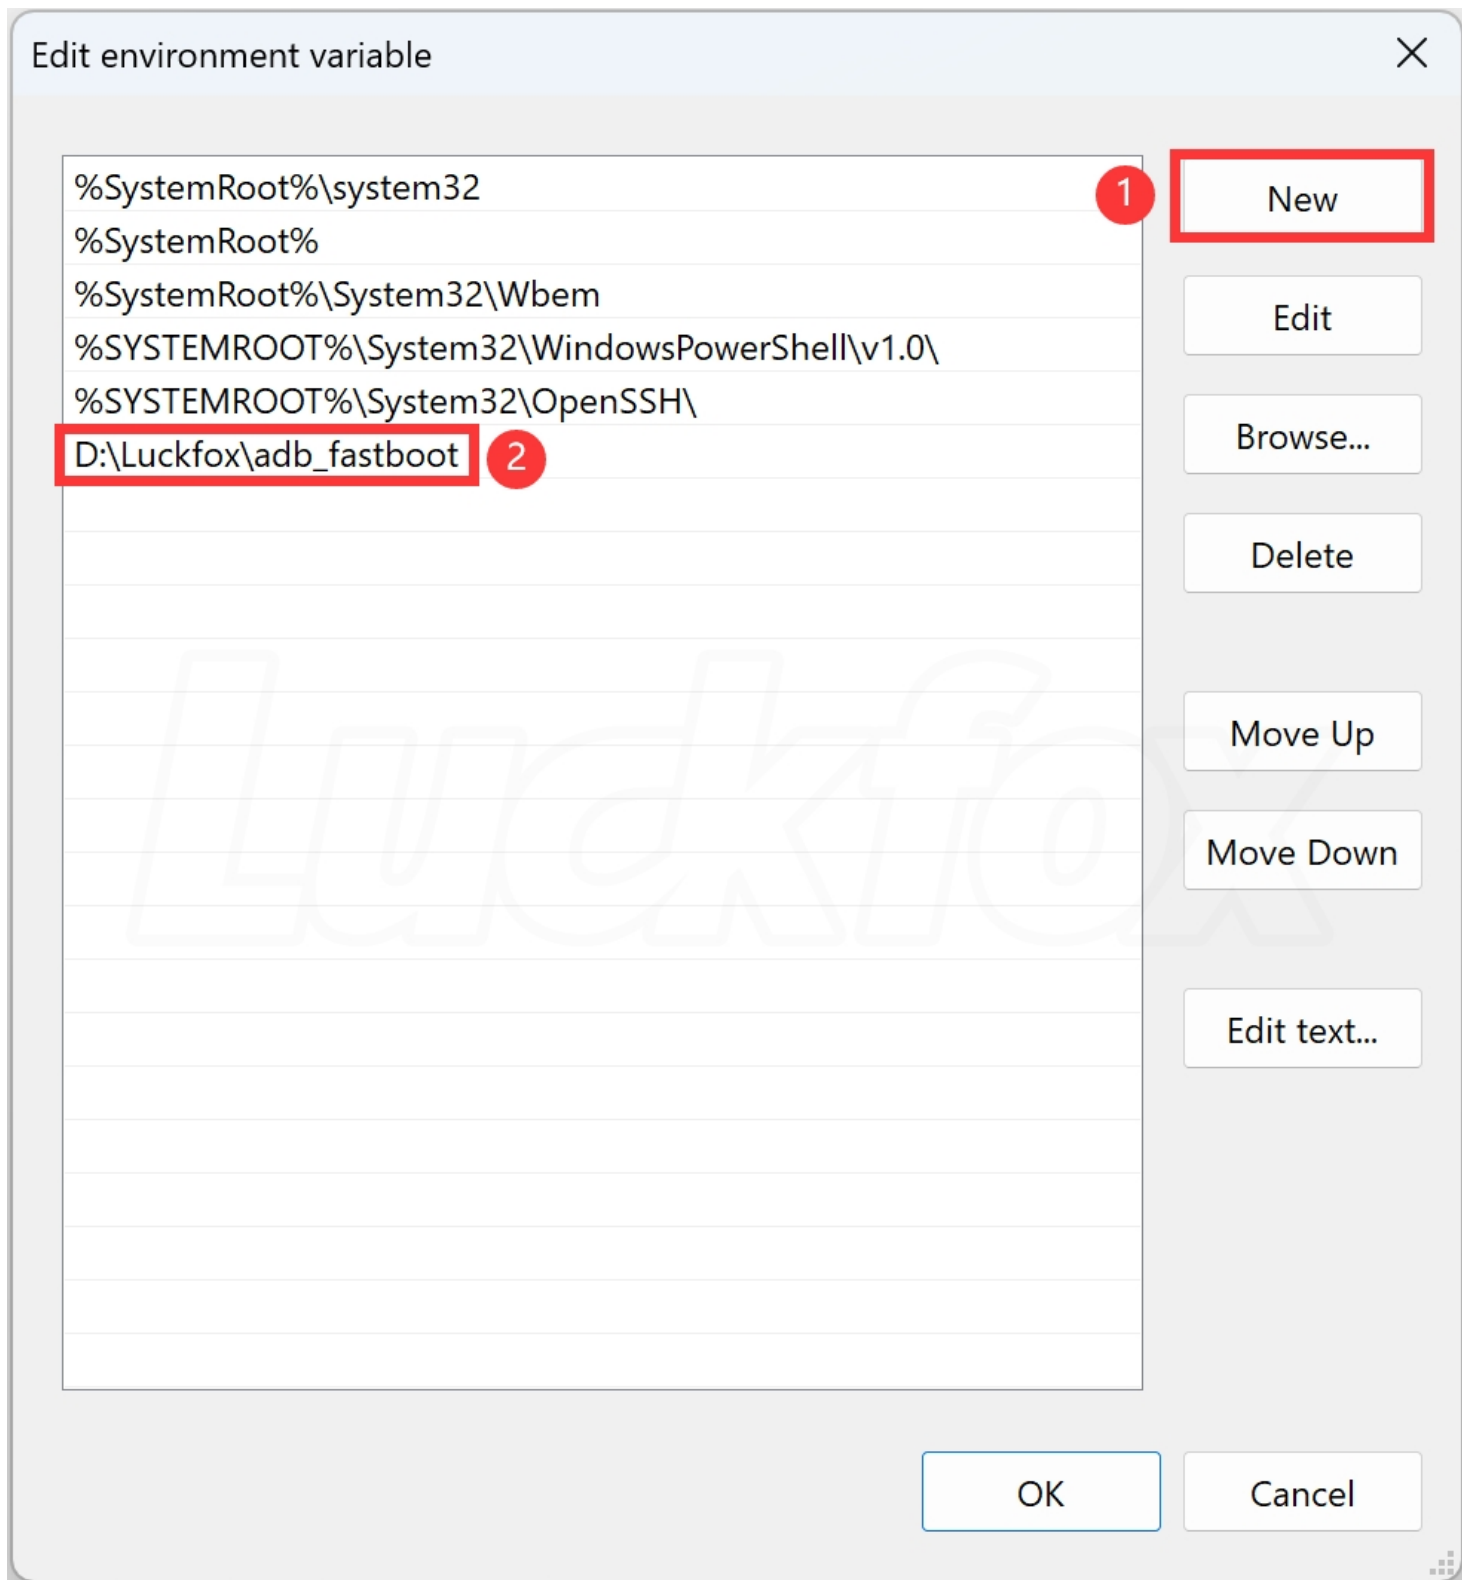 Edit environment variable
%SystemRoot%\system32
1
New
%SystemRoot%
%SystemRoot%\System32\Wbem
Edit
%SYSTEMROOT%\System32\WindowsPowerShell\v1.0\
%SYSTEMROOT%\System32\OpenSSH\
Browse...
D:\Luckfox\adb_fastboot
2
Delete
Luckfox
Move Up
Move Down
Edit text...
OK
Cancel